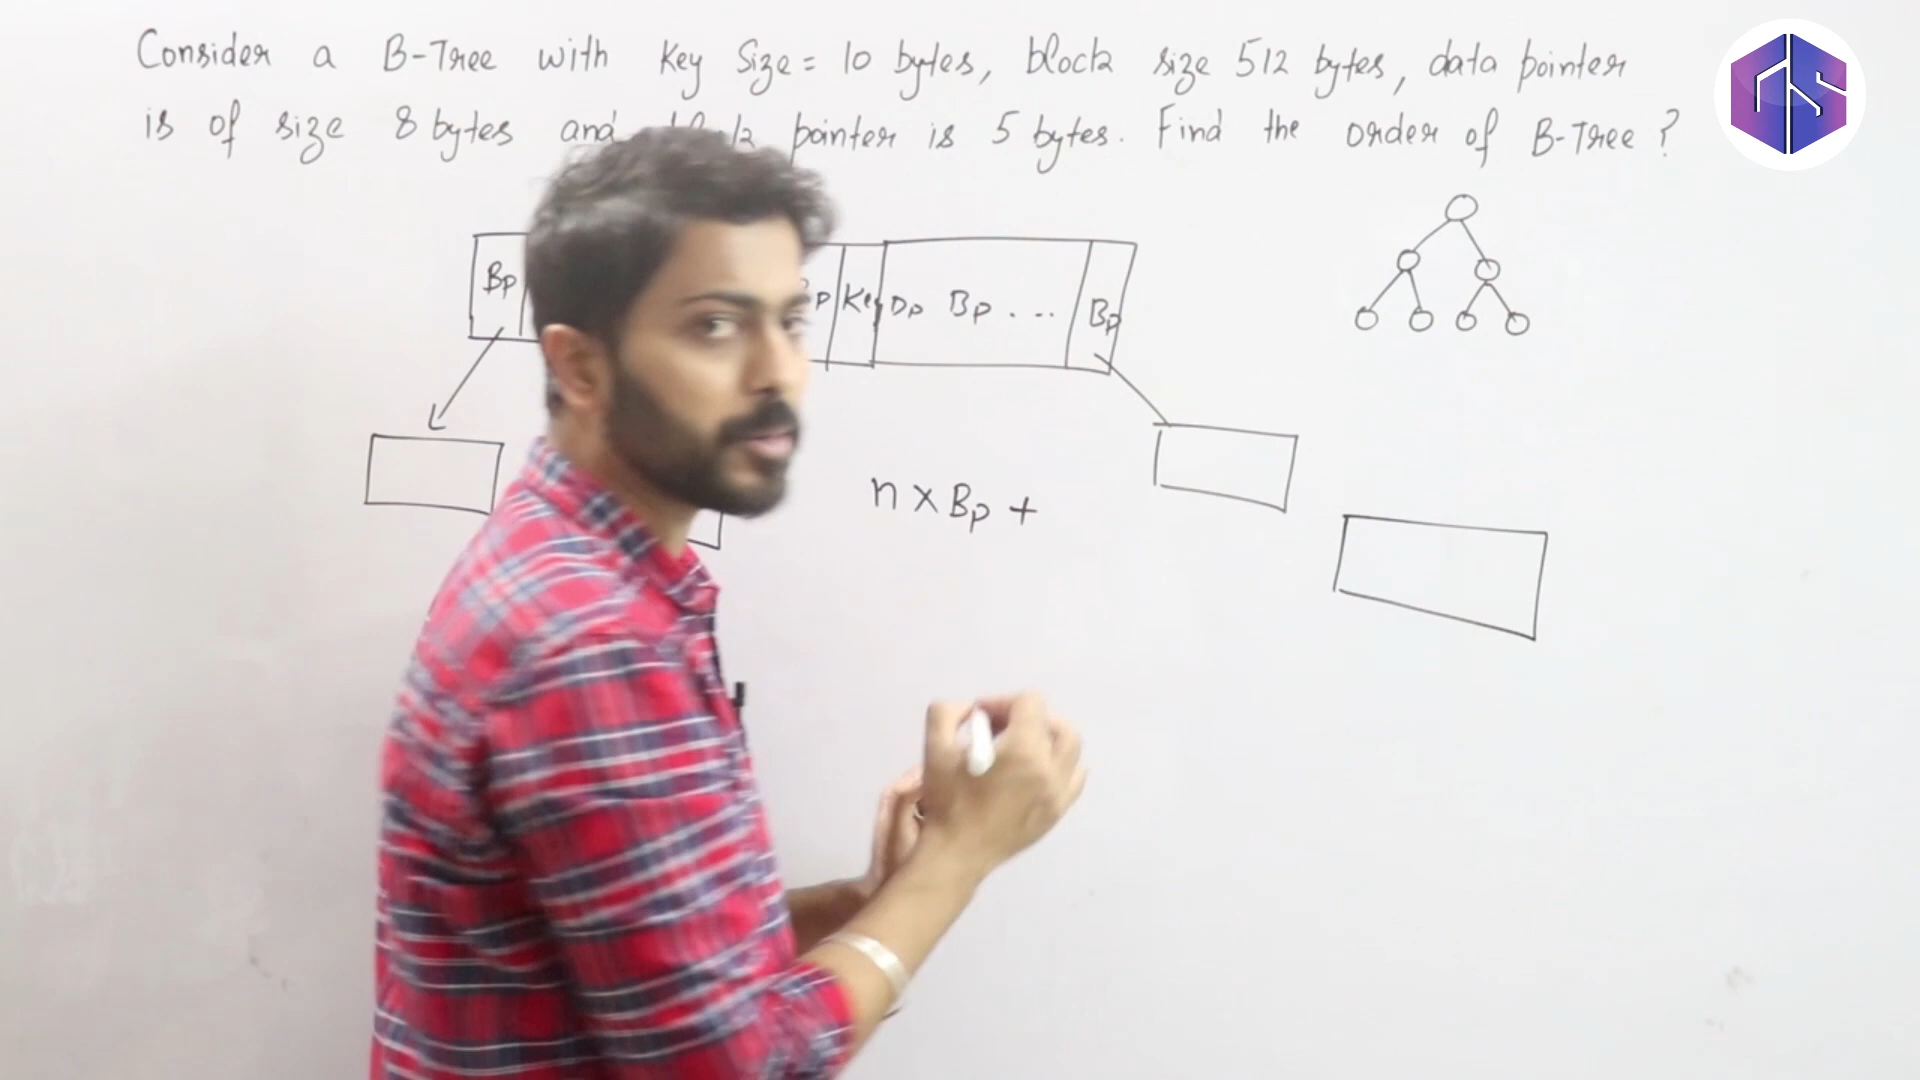 Consider a B-Tree with Key Size = 10 bytes, block size 512 bytes, data pointer
is of size 8 bytes and pointer is 5 bytes. Find the order of B-Tree ?
Bp Key Dp Bp . . . Bp
n x Bp +